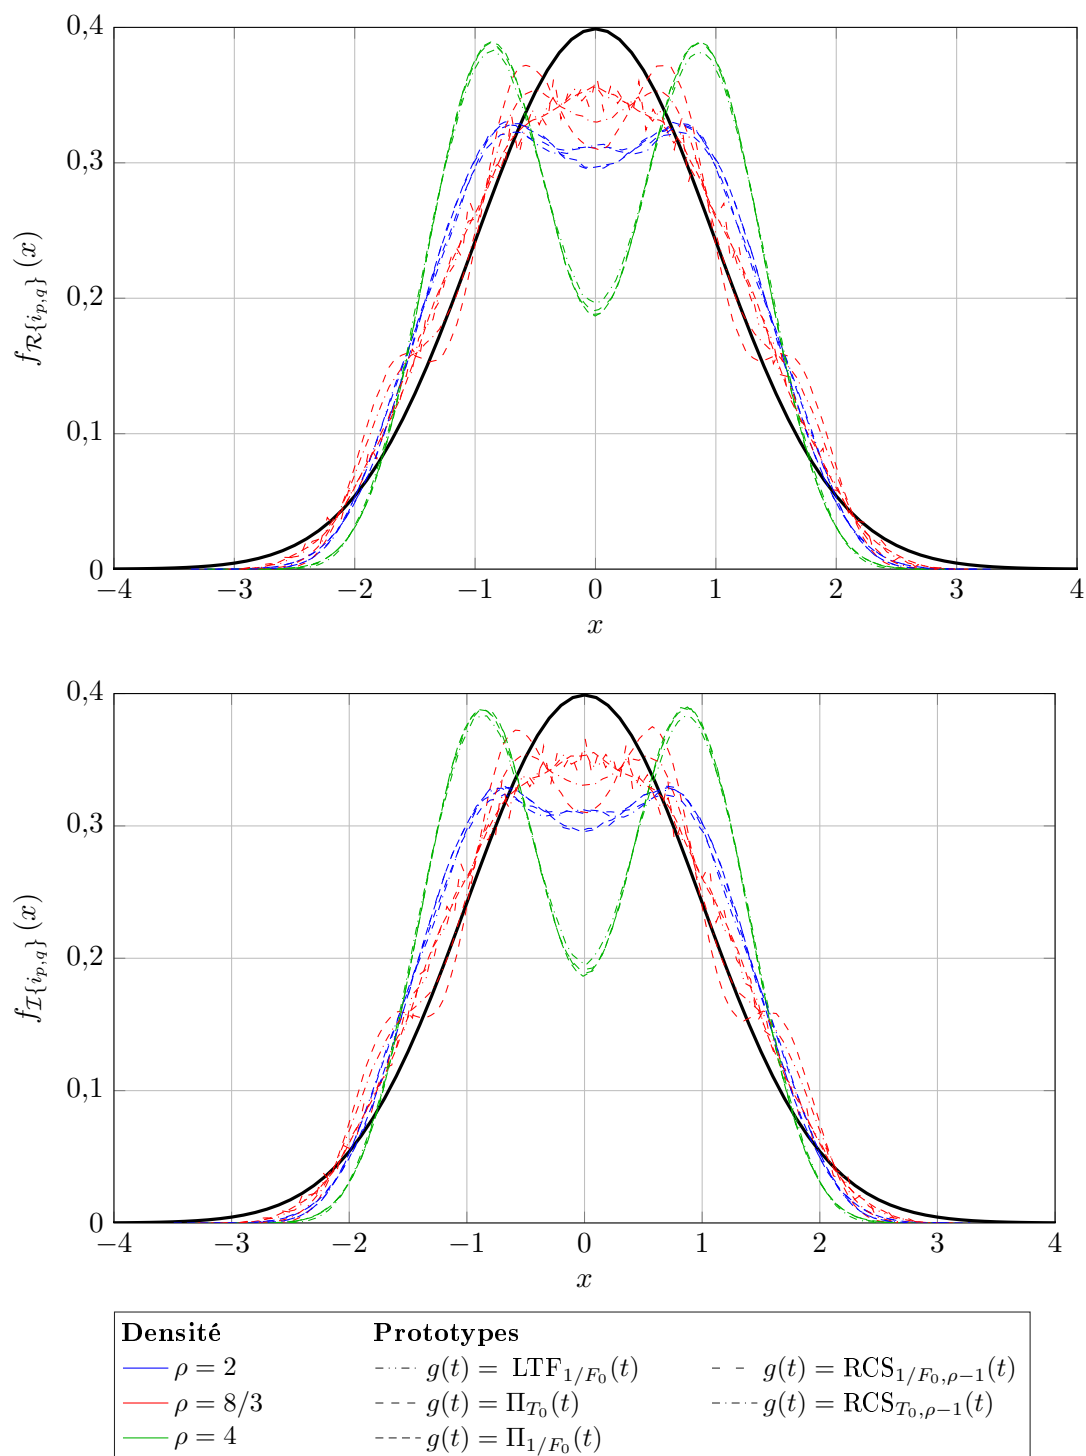 0,4
0,3
0,2
0,1
0
−4 −3 −2 −1 0 1 2 3 4
x
f_{\mathcal{R}\{i_{p,q}\}}(x)
0,4
0,3
0,2
0,1
0
−4 −3 −2 −1 0 1 2 3 4
x
f_{\mathcal{I}\{i_{p,q}\}}(x)
Densité Prototypes
ρ = 2 g(t) = LTF_{1/F_0}(t) g(t) = RCS_{1/F_0,ρ−1}(t)
ρ = 8/3 g(t) = Π_{T_0}(t) g(t) = RCS_{T_0,ρ−1}(t)
ρ = 4 g(t) = Π_{1/F_0}(t)